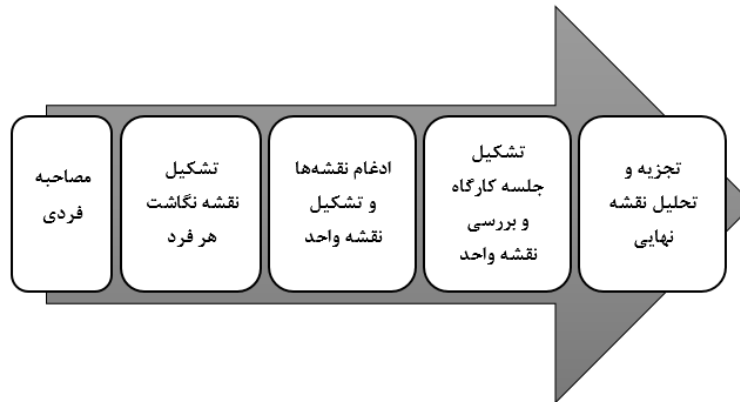 مصاحبه
فردی
تشکیل
نقشه نگاشت
هر فرد
ادغام نقشه‌ها
و تشکیل
نقشه واحد
تشکیل
جلسه کارگاه
و بررسی
نقشه واحد
تجزیه و
تحلیل نقشه
نهایی